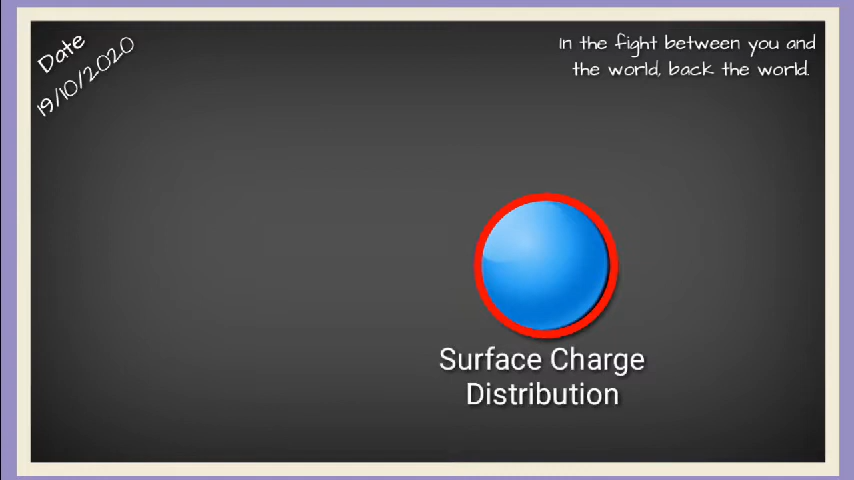 Date
19/10/2020
In the fight between you and
the world, back the world.
Surface Charge
Distribution